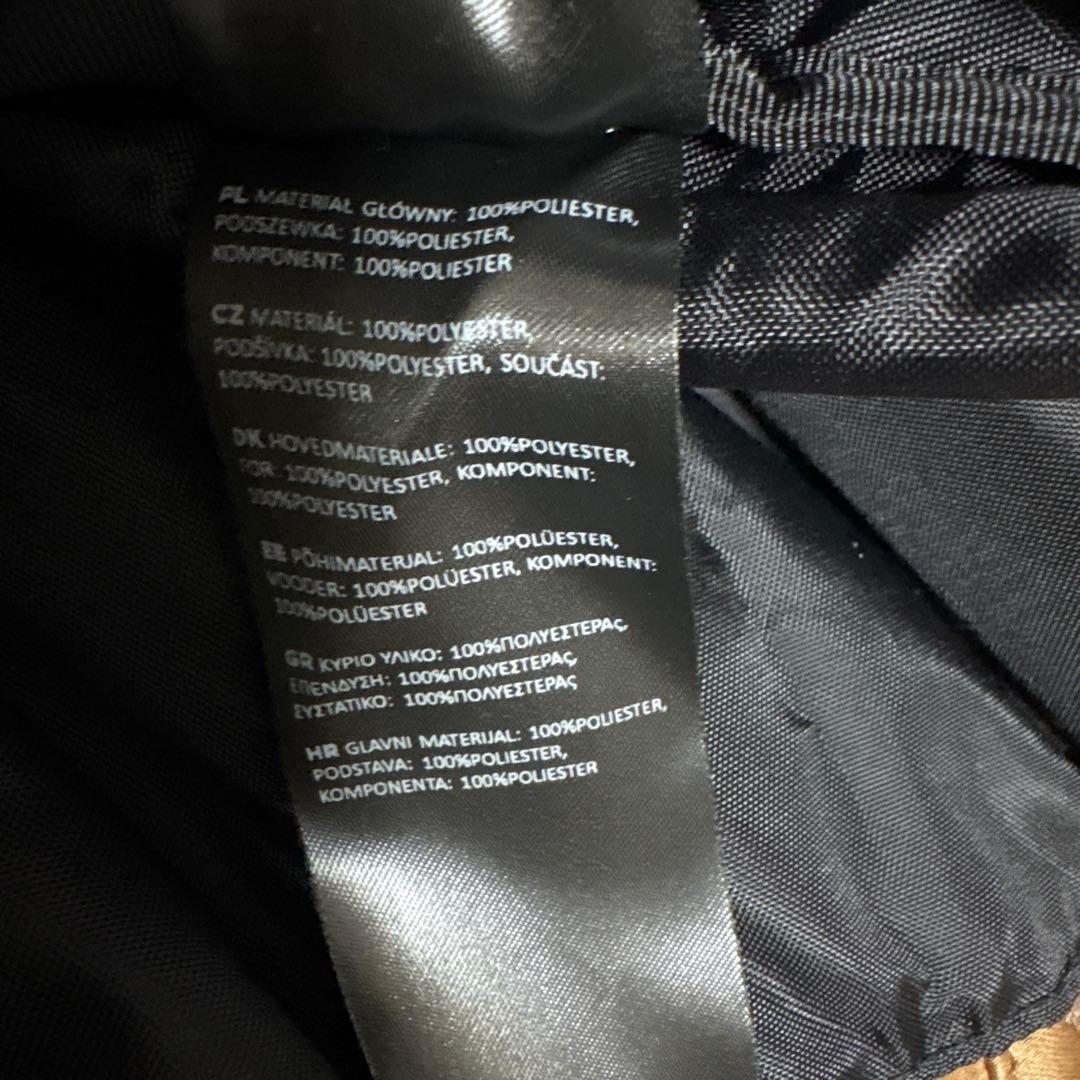 PL MATERIAŁ GŁÓWNY: 100%POLIESTER,
PODSZEWKA: 100%POLIESTER,
KOMPONENT: 100%POLIESTER
CZ MATERIÁL: 100%POLYESTER,
PODŠÍVKA: 100%POLYESTER, SOUČÁST:
100%POLYESTER
DK HOVEDMATERIALE: 100%POLYESTER,
FOR: 100%POLYESTER, KOMPONENT:
100%POLYESTER
EE PÕHIMATERJAL: 100%POLÜESTER,
VOODER: 100%POLÜESTER, KOMPONENT:
100%POLÜESTER
GR ΚΥΡΙΟ ΥΛΙΚΟ: 100%ΠΟΛΥΕΣΤΕΡΑς,
ΕΠΕΝΔΥΣΗ: 100%ΠΟΛΥΕΣΤΕΡΑς,
ΣΥΣΤΑΤΙΚΟ: 100%ΠΟΛΥΕΣΤΕΡΑς
HR GLAVNI MATERIJAL: 100%POLIESTER,
PODSTAVA: 100%POLIESTER,
KOMPONENTA: 100%POLIESTER